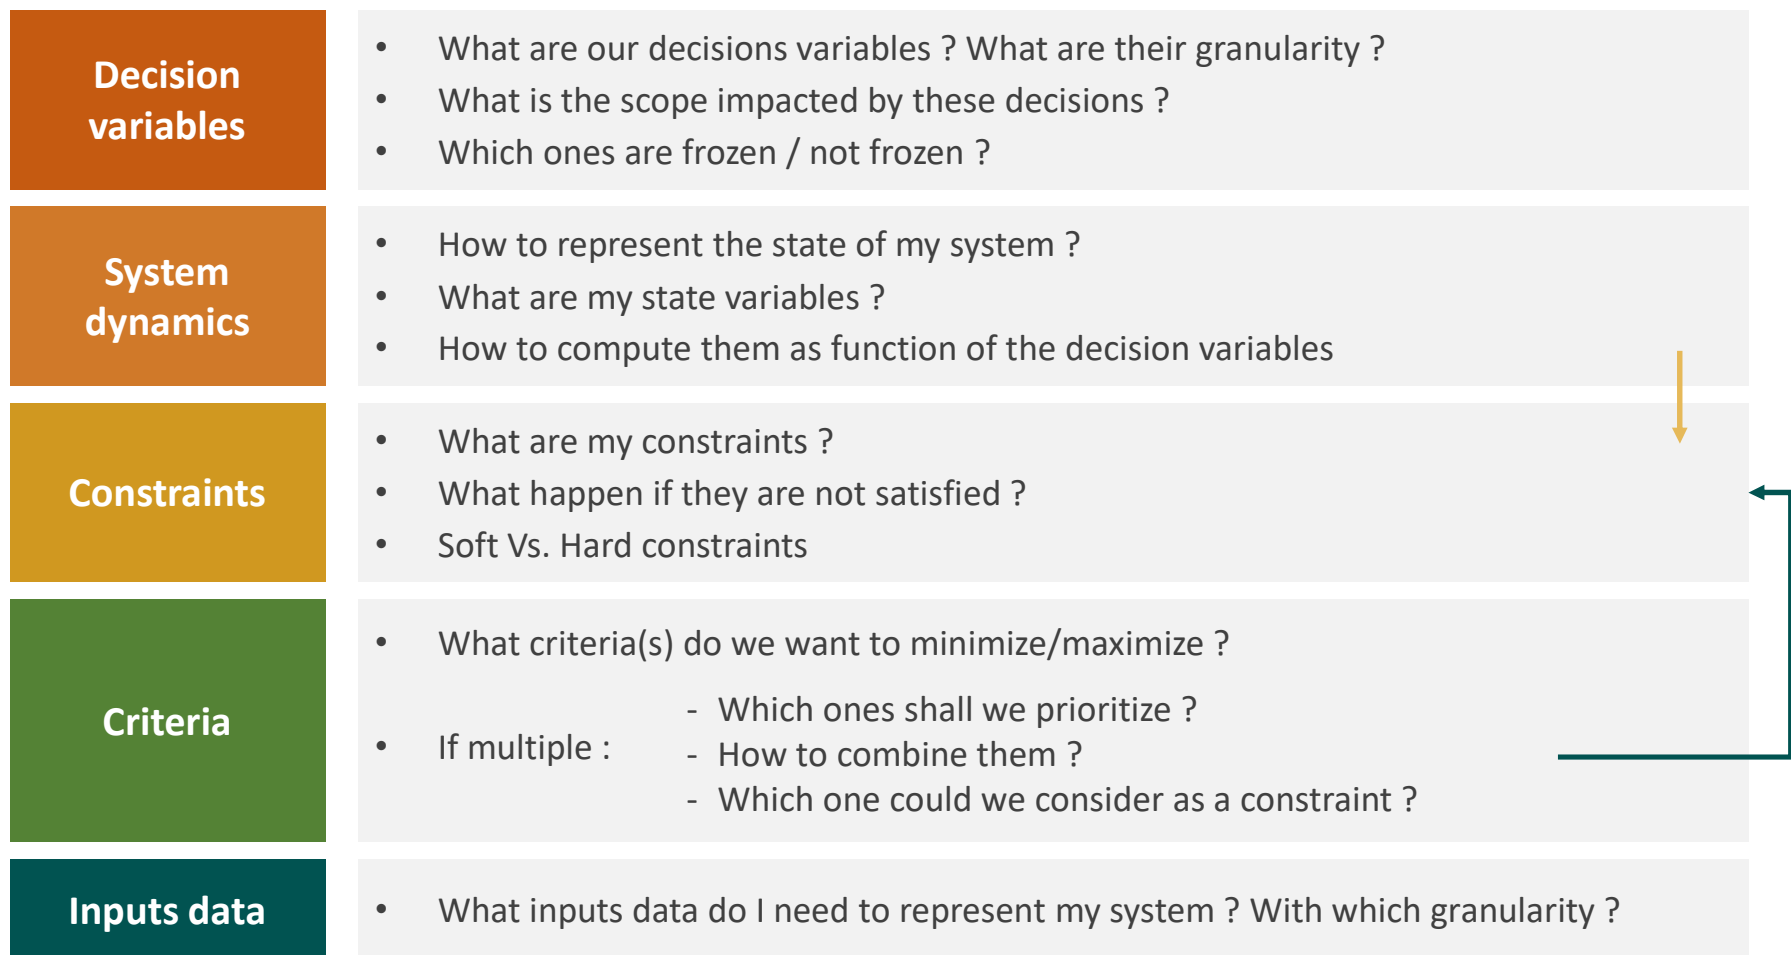 Decision
variables
• What are our decisions variables ? What are their granularity ?
• What is the scope impacted by these decisions ?
• Which ones are frozen / not frozen ?
System
dynamics
• How to represent the state of my system ?
• What are my state variables ?
• How to compute them as function of the decision variables
Constraints
• What are my constraints ?
• What happen if they are not satisfied ?
• Soft Vs. Hard constraints
Criteria
• What criteria(s) do we want to minimize/maximize ?
• If multiple :
- Which ones shall we prioritize ?
- How to combine them ?
- Which one could we consider as a constraint ?
Inputs data
• What inputs data do I need to represent my system ? With which granularity ?